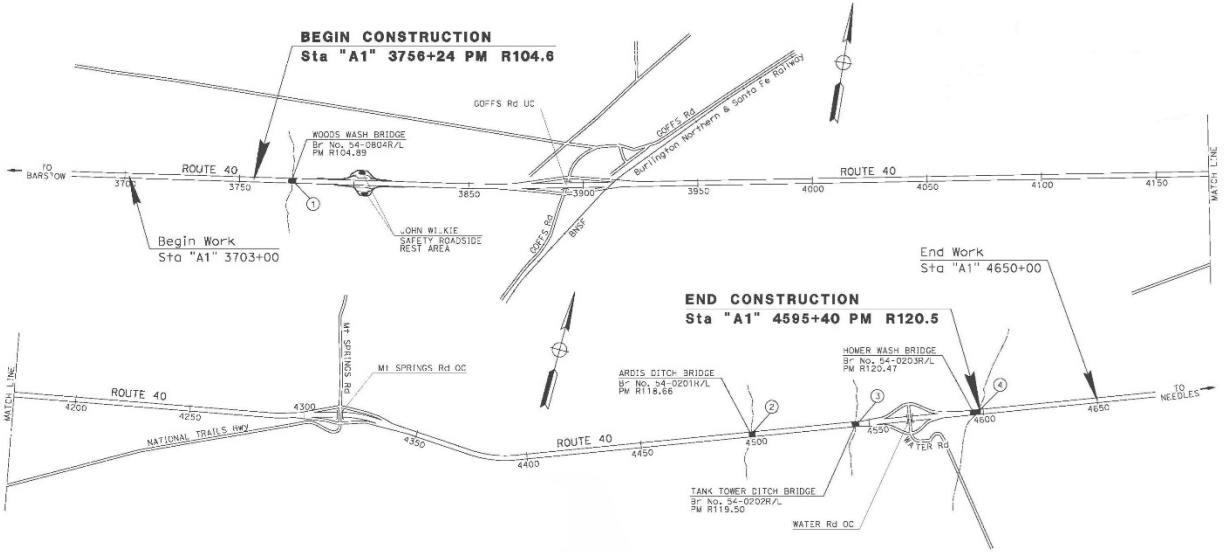 BEGIN CONSTRUCTION
Sta "A1" 3756+24 PM R104.6
GOFFS Rd UC
GOFFS Rd
Burlington Northern & Santa Fe Railway
WOODS WASH BRIDGE
Br No. 54-0804R/L
PM R104.89
TO
BARSTOW
3700
ROUTE 40
3750
3850
3900
3950
4000
ROUTE 40
4050
4100
4150
MATCH LINE
1
JOHN WILKIE
SAFETY ROADSIDE
REST AREA
GOFFS Rd
BNSF
Begin Work
Sta "A1" 3703+00
End Work
Sta "A1" 4650+00
END CONSTRUCTION
Sta "A1" 4595+40 PM R120.5
Mt SPRINGS Rd
Mt SPRINGS Rd OC
HOMER WASH BRIDGE
Br No. 54-0203R/L
PM R120.47
ARDIS DITCH BRIDGE
Br No. 54-0201R/L
PM R118.66
MATCH LINE
4200
ROUTE 40
4250
4300
4350
NATIONAL TRAILS Hwy
4400
ROUTE 40
4450
4500
2
3
4550
4
4600
4650
TO
NEEDLES
WATER Rd
TANK TOWER DITCH BRIDGE
Br No. 54-0202R/L
PM R119.50
WATER Rd OC